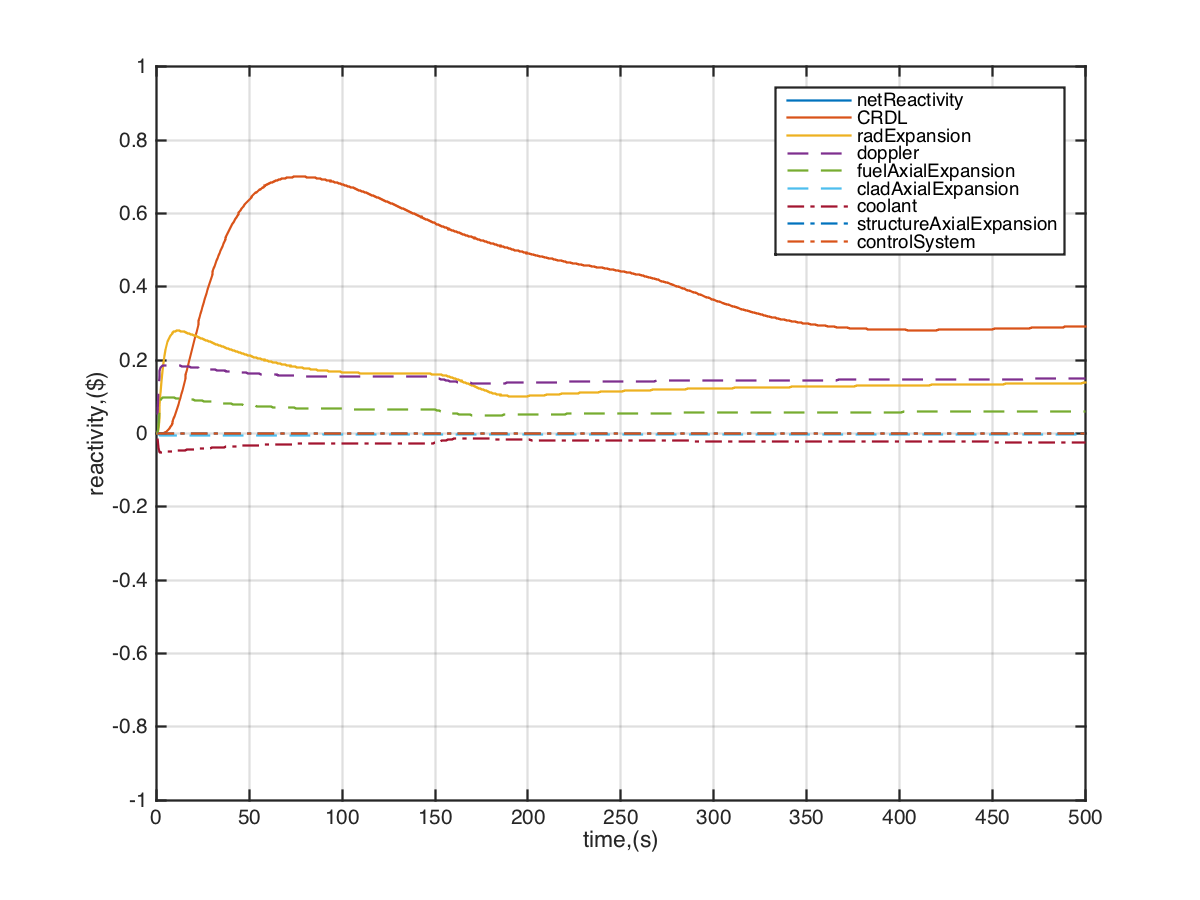 1
0.8
0.6
0.4
0.2
0
-0.2
-0.4
-0.6
-0.8
-1
reactivity,($)
netReactivity
CRDL
radExpansion
doppler
fuelAxialExpansion
cladAxialExpansion
coolant
structureAxialExpansion
controlSystem
0 50 100 150 200 250 300 350 400 450 500
time,(s)